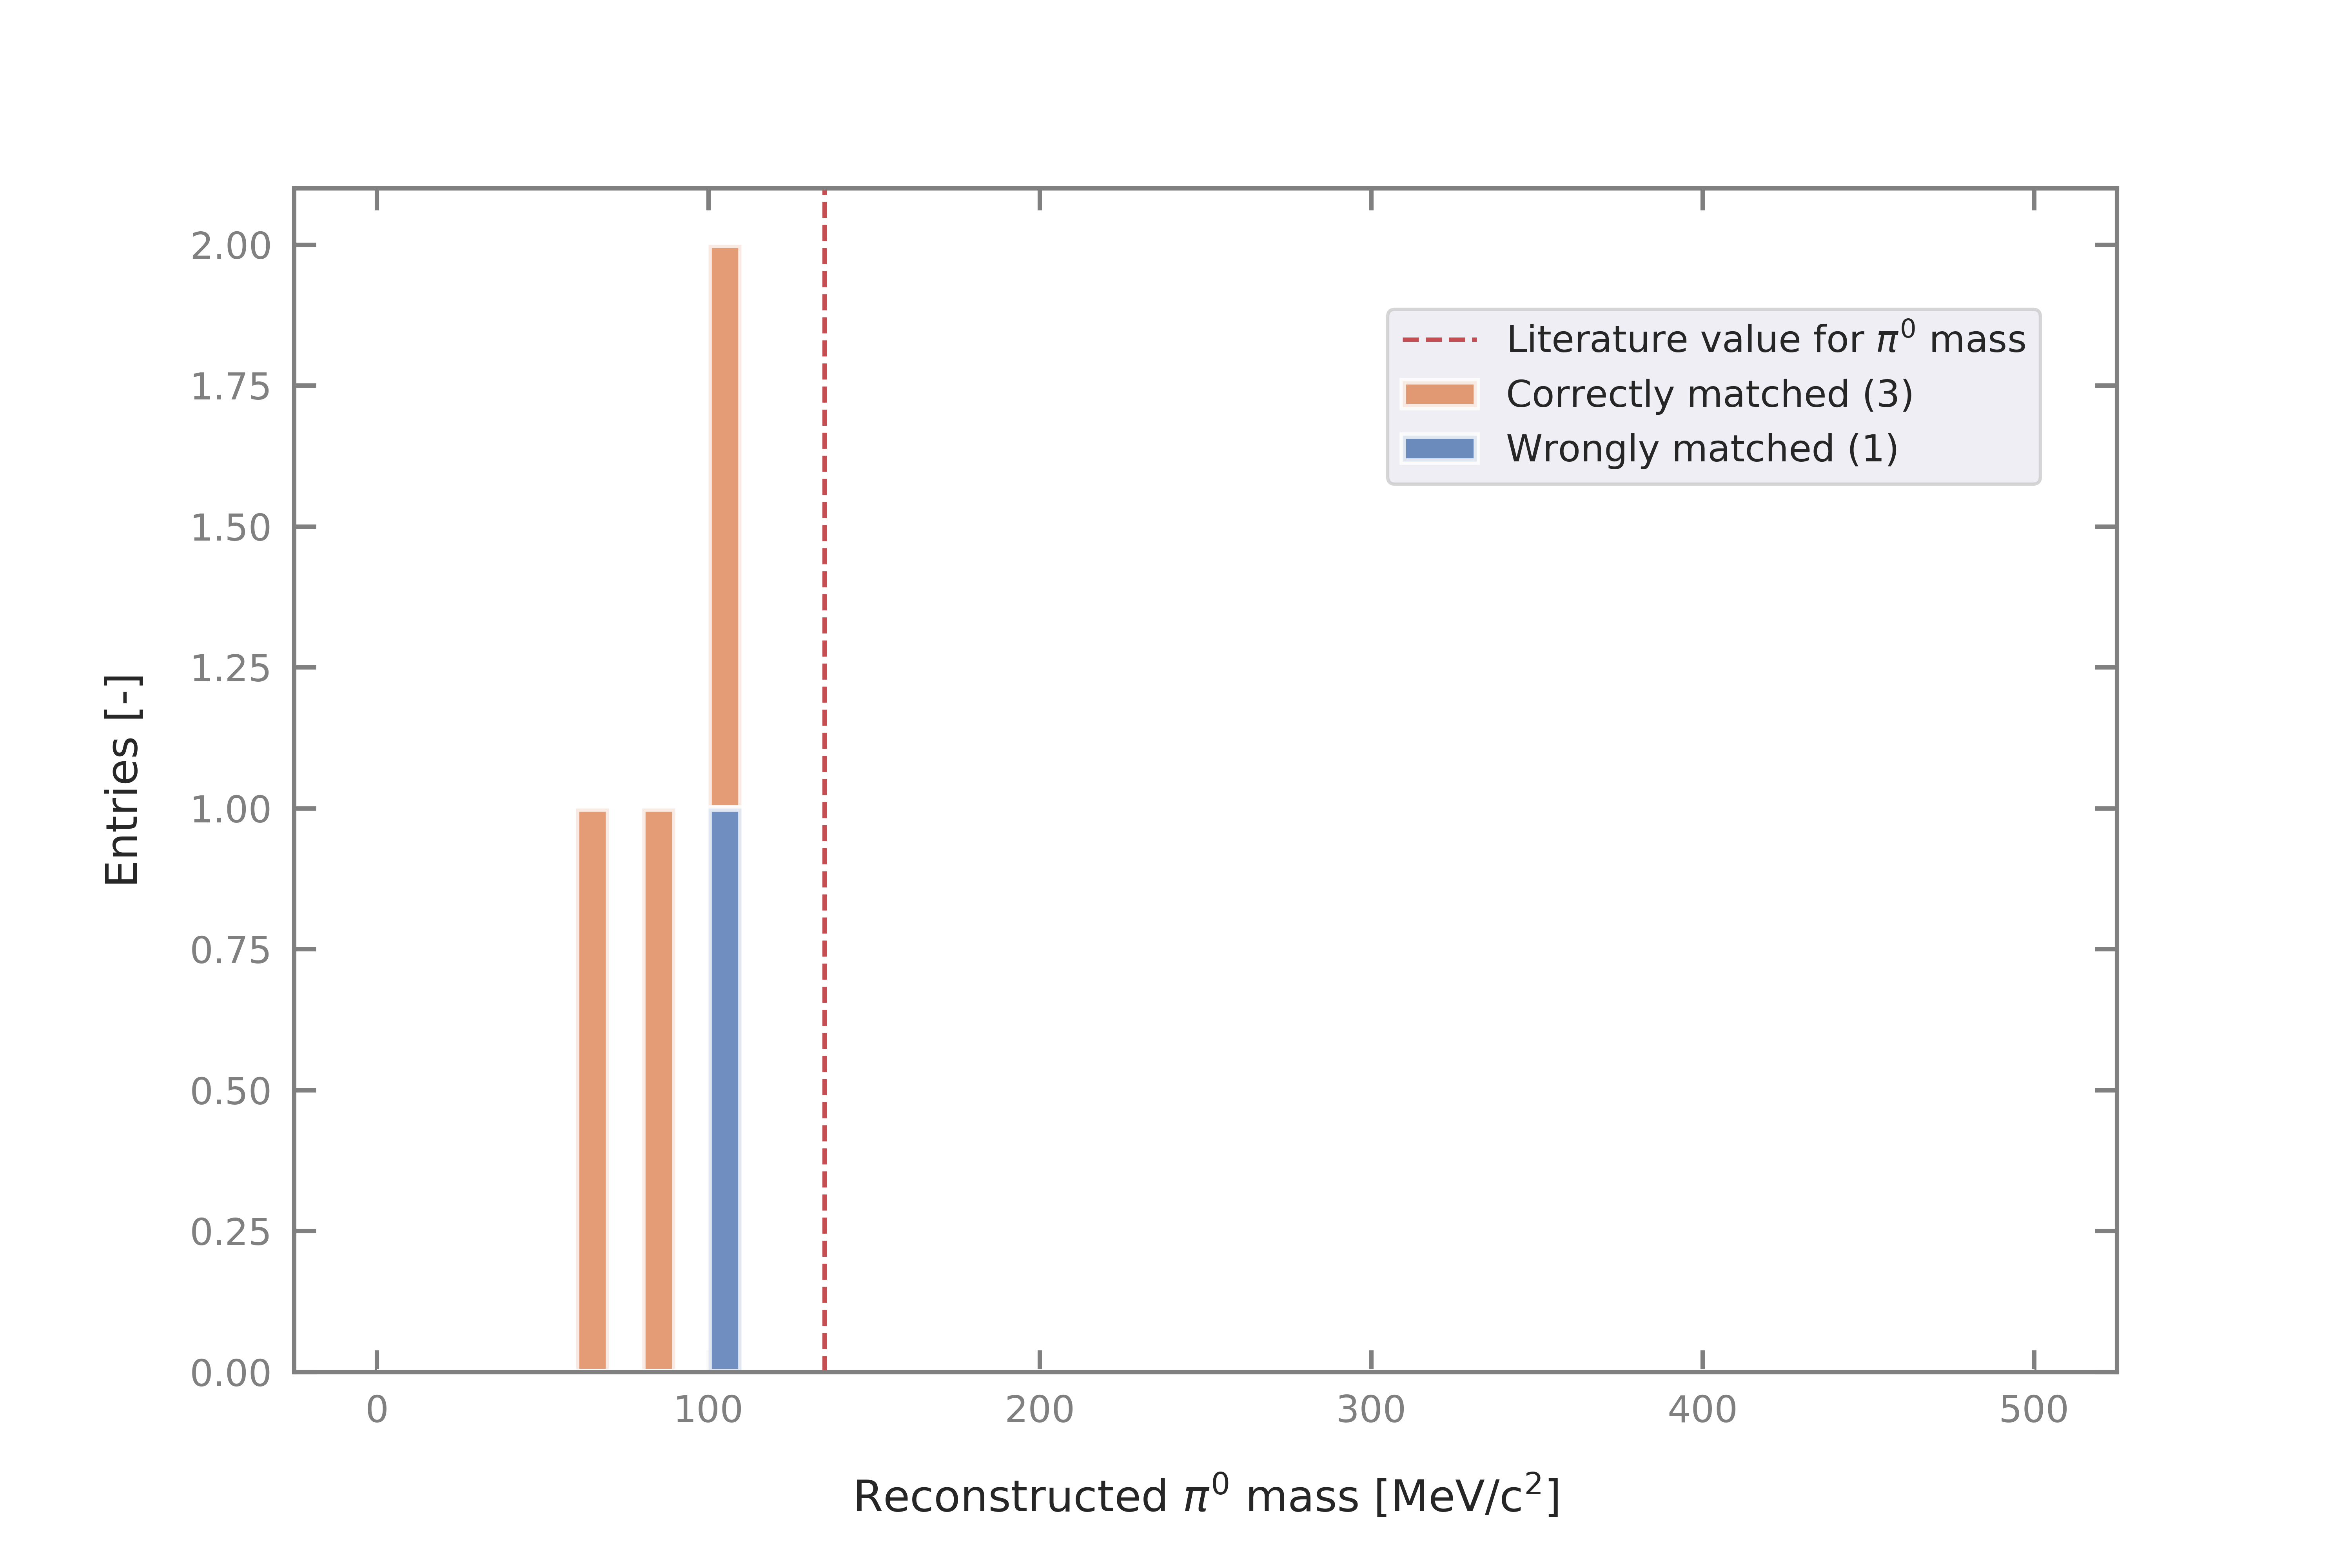 2.00
1.75
1.50
1.25
1.00
0.75
0.50
0.25
0.00
Entries [-]
Literature value for π⁰ mass
Correctly matched (3)
Wrongly matched (1)
0 100 200 300 400 500
Reconstructed π⁰ mass [MeV/c²]